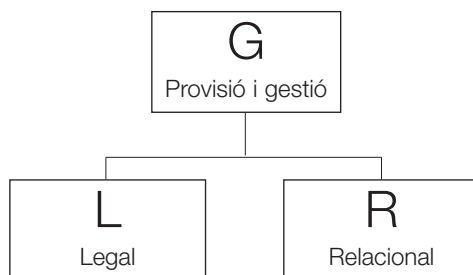 G
Provisió i gestió
L
Legal
R
Relacional